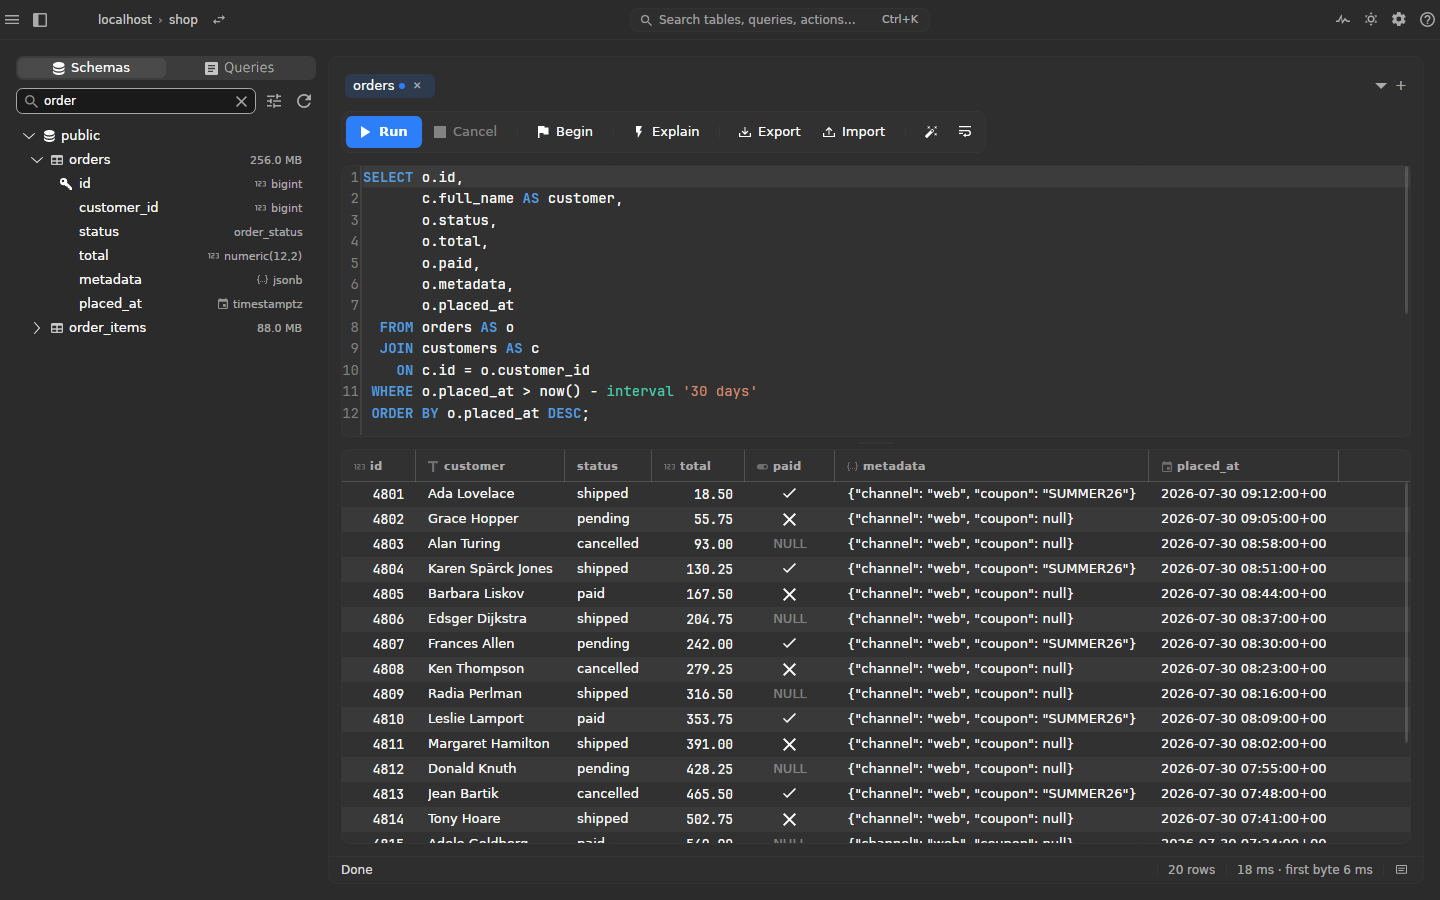 localhost › shop
Search tables, queries, actions... Ctrl+K
Schemas Queries
order
public
orders 256.0 MB
id 123 bigint
customer_id 123 bigint
status order_status
total 123 numeric(12,2)
metadata {..} jsonb
placed_at timestamptz
order_items 88.0 MB
orders
Run Cancel Begin Explain Export Import
1 SELECT o.id,
2 c.full_name AS customer,
3 o.status,
4 o.total,
5 o.paid,
6 o.metadata,
7 o.placed_at
8 FROM orders AS o
9 JOIN customers AS c
10 ON c.id = o.customer_id
11 WHERE o.placed_at > now() - interval '30 days'
12 ORDER BY o.placed_at DESC;
123 id customer status 123 total paid {..} metadata placed_at
4801 Ada Lovelace shipped 18.50 {"channel": "web", "coupon": "SUMMER26"} 2026-07-30 09:12:00+00
4802 Grace Hopper pending 55.75 {"channel": "web", "coupon": null} 2026-07-30 09:05:00+00
4803 Alan Turing cancelled 93.00 NULL {"channel": "web", "coupon": null} 2026-07-30 08:58:00+00
4804 Karen Spärck Jones shipped 130.25 {"channel": "web", "coupon": "SUMMER26"} 2026-07-30 08:51:00+00
4805 Barbara Liskov paid 167.50 {"channel": "web", "coupon": null} 2026-07-30 08:44:00+00
4806 Edsger Dijkstra shipped 204.75 NULL {"channel": "web", "coupon": null} 2026-07-30 08:37:00+00
4807 Frances Allen pending 242.00 {"channel": "web", "coupon": "SUMMER26"} 2026-07-30 08:30:00+00
4808 Ken Thompson cancelled 279.25 {"channel": "web", "coupon": null} 2026-07-30 08:23:00+00
4809 Radia Perlman shipped 316.50 NULL {"channel": "web", "coupon": null} 2026-07-30 08:16:00+00
4810 Leslie Lamport paid 353.75 {"channel": "web", "coupon": "SUMMER26"} 2026-07-30 08:09:00+00
4811 Margaret Hamilton shipped 391.00 {"channel": "web", "coupon": null} 2026-07-30 08:02:00+00
4812 Donald Knuth pending 428.25 NULL {"channel": "web", "coupon": null} 2026-07-30 07:55:00+00
4813 Jean Bartik cancelled 465.50 {"channel": "web", "coupon": "SUMMER26"} 2026-07-30 07:48:00+00
4814 Tony Hoare shipped 502.75 {"channel": "web", "coupon": null} 2026-07-30 07:41:00+00
Done 20 rows 18 ms · first byte 6 ms